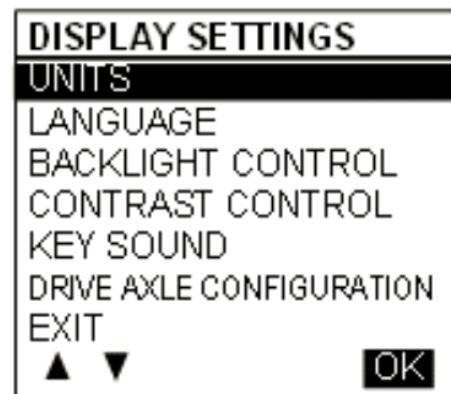 DISPLAY SETTINGS
UNITS
LANGUAGE
BACKLIGHT CONTROL
CONTRAST CONTROL
KEY SOUND
DRIVE AXLE CONFIGURATION
EXIT
▲ ▼ OK